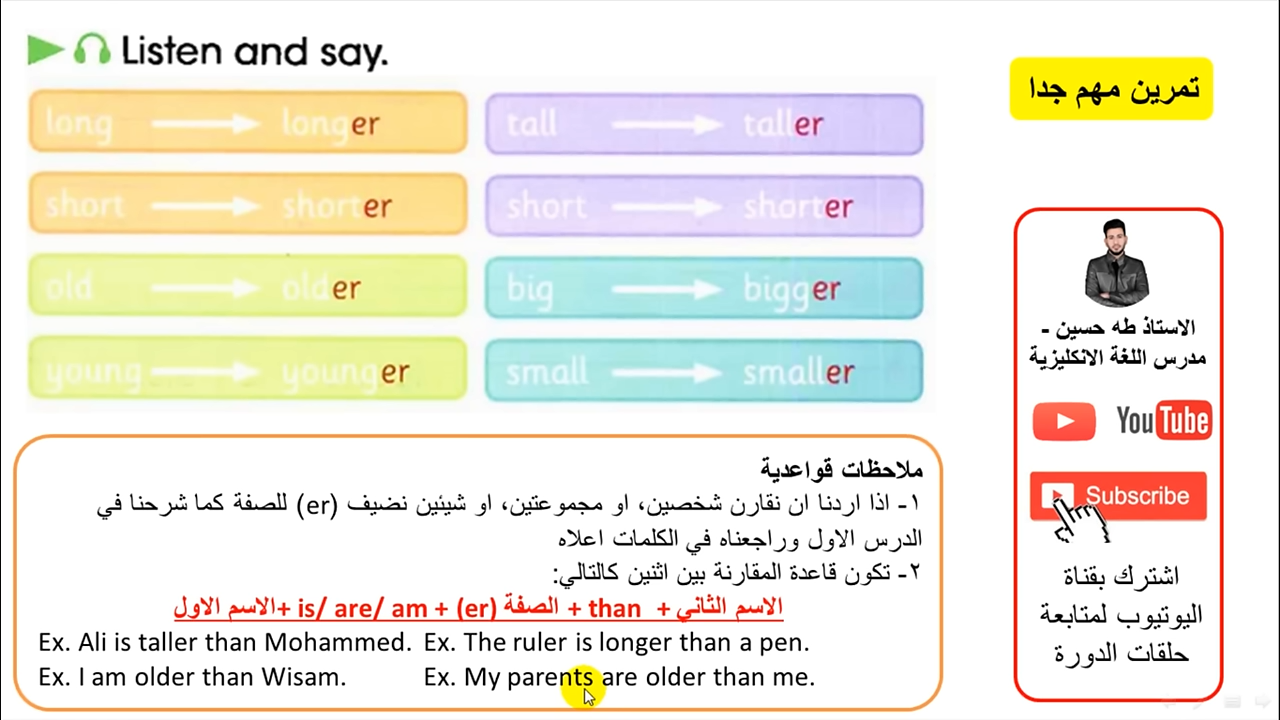 Listen and say.
long longer
tall taller
short shorter
short shorter
old older
big bigger
young younger
small smaller
تمرين مهم جدا
الاستاذ طه حسين -
مدرس اللغة الانكليزية
YouTube
Subscribe
اشترك بقناة
اليوتيوب لمتابعة
حلقات الدورة
ملاحظات قواعدية
١- اذا اردنا ان نقارن شخصين، او مجموعتين، او شيئين نضيف (er) للصفة كما شرحنا في
الدرس الاول وراجعناه في الكلمات اعلاه
٢- تكون قاعدة المقارنة بين اثنين كالتالي:
الاسم الاول+ is/ are/ am + (er) الصفة + than + الاسم الثاني
Ex. Ali is taller than Mohammed. Ex. The ruler is longer than a pen.
Ex. I am older than Wisam. Ex. My parents are older than me.